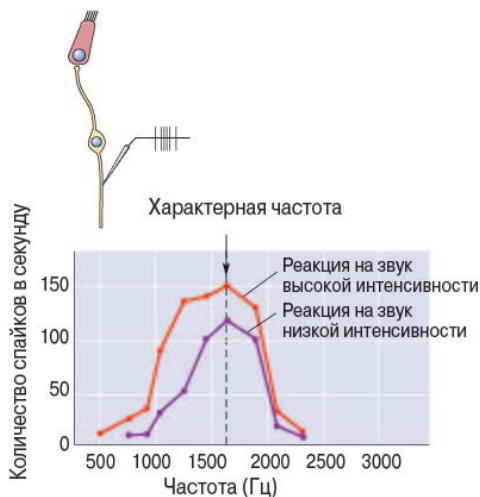 Характерная частота
Количество спайков в секунду
150
100
50
0
Реакция на звук
высокой интенсивности
Реакция на звук
низкой интенсивности
500 1000 1500 2000 2500 3000
Частота (Гц)